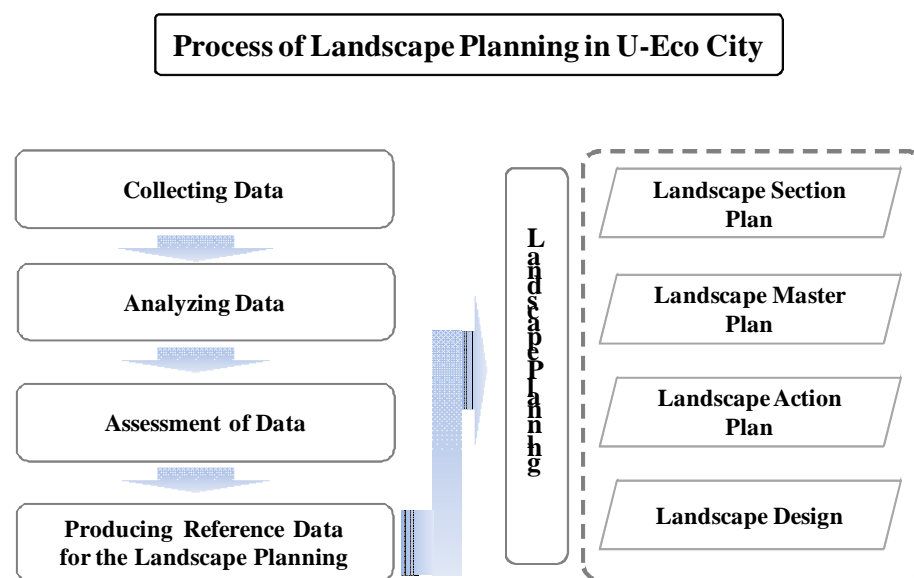 Process of Landscape Planning in U-Eco City
Collecting Data
Analyzing Data
Assessment of Data
Producing Reference Data
for the Landscape Planning
Landscape Planning
Landscape Section
Plan
Landscape Master
Plan
Landscape Action
Plan
Landscape Design